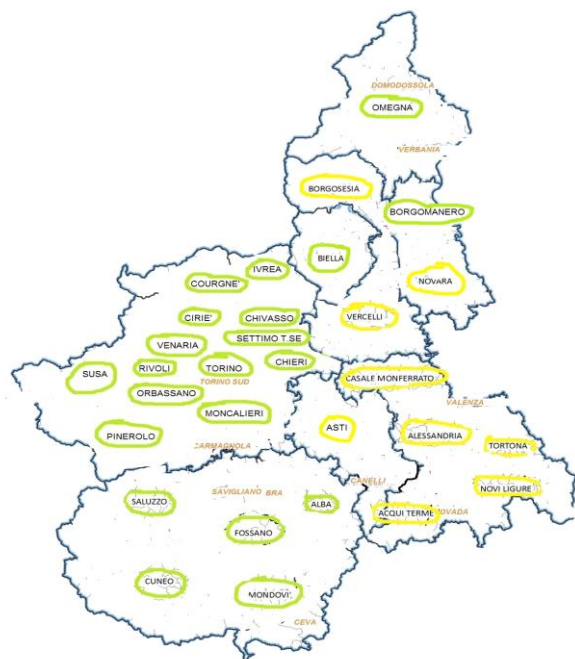 DOMODOSSOLA
OMEGNA
VERBANIA
BORGOSESIA
BORGOMANERO
BIELLA
IVREA
COURGNE'
NOVARA
CIRIE'
CHIVASSO
VERCELLI
SETTIMO T.SE
VENARIA
CHIERI
SUSA
RIVOLI
TORINO
CASALE MONFERRATO
TORINO SUD
ORBASSANO
VALENZA
MONCALIERI
ASTI
ALESSANDRIA
PINEROLO
TORTONA
CARMAGNOLA
CANELLI
NOVI LIGURE
SAVIGLIANO BRA
SALUZZO
ALBA
ACQUI TERME
OVADA
FOSSANO
CUNEO
MONDOVI'
CEVA